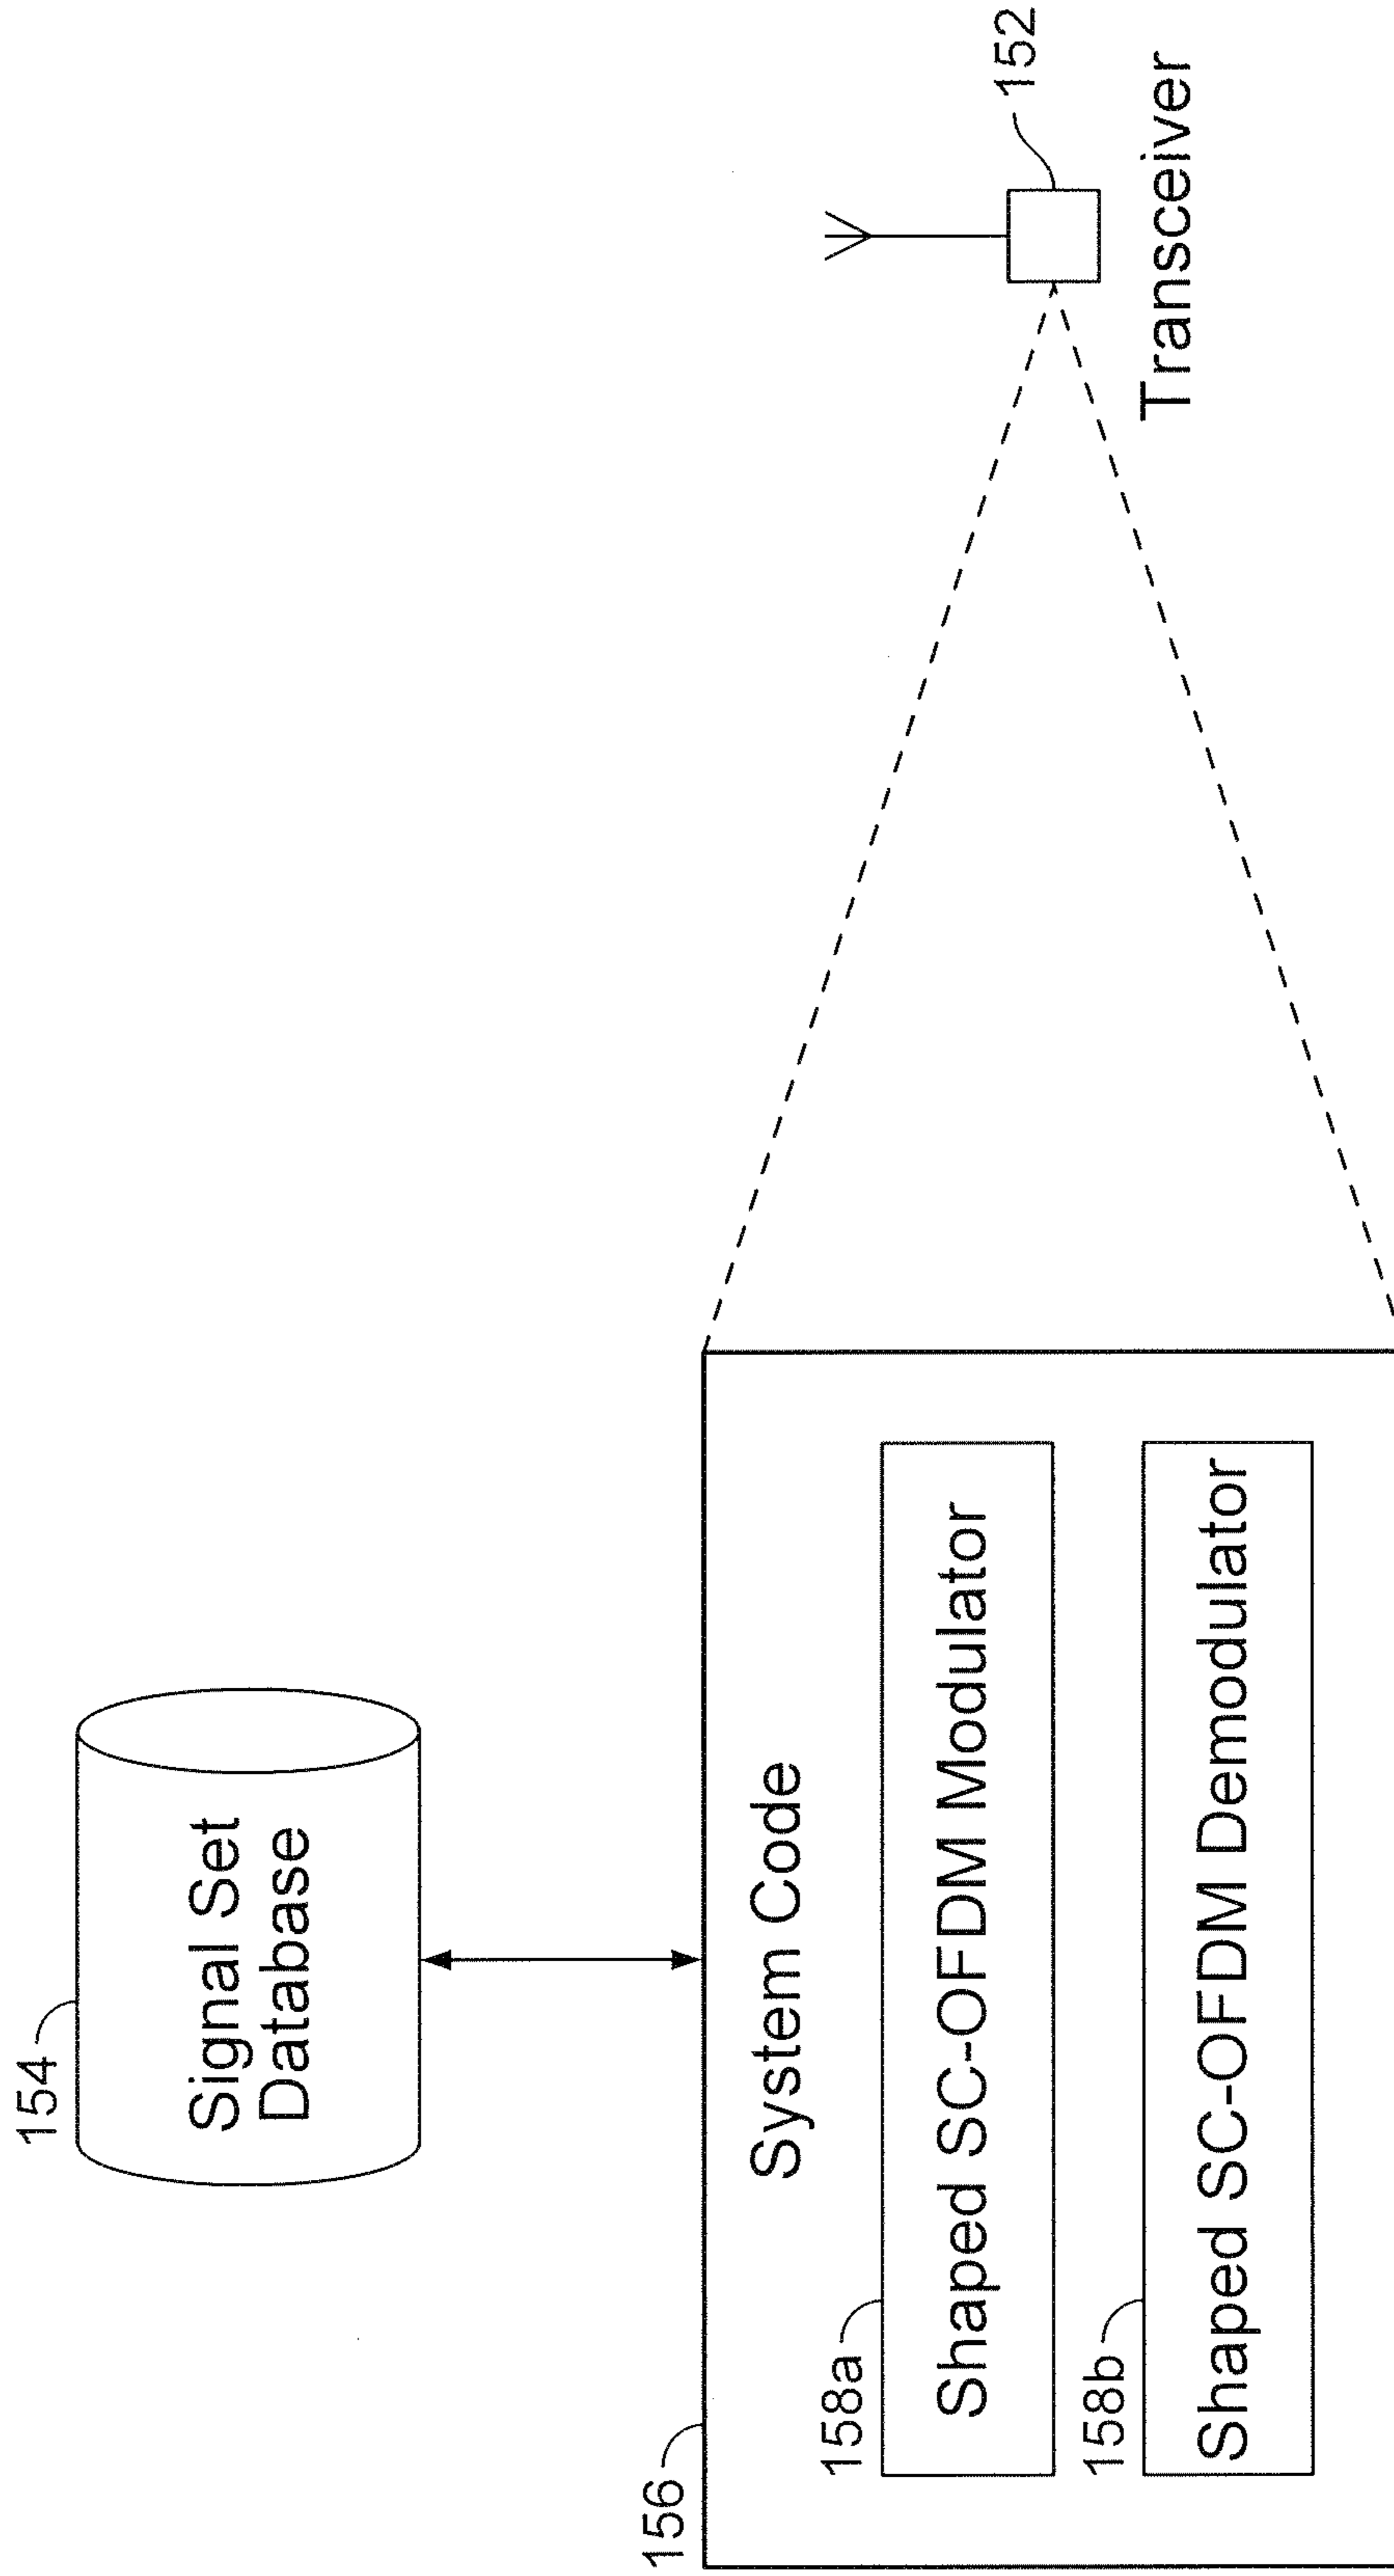 154
Signal Set
Database
156
System Code
158a
Shaped SC-OFDM Modulator
158b
Shaped SC-OFDM Demodulator
152
Transceiver